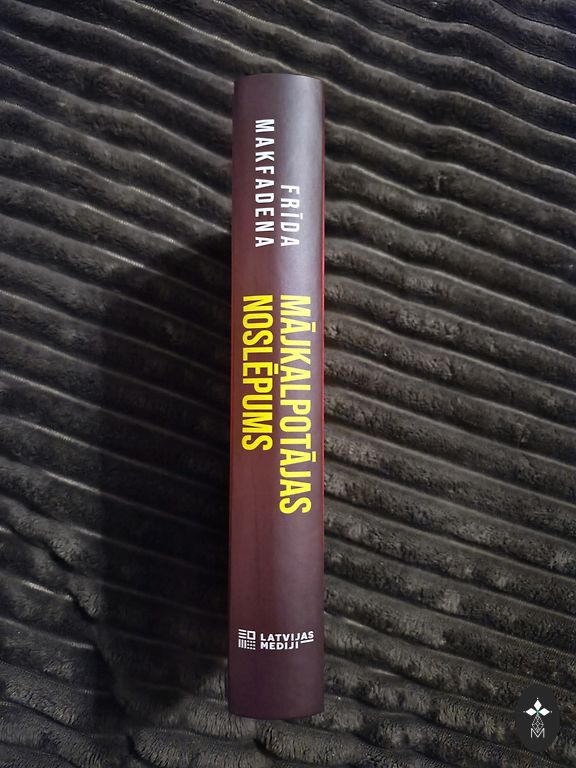 FRĪDA
MAKFADENA
MĀJKALPOTĀJAS
NOSLĒPUMS
LATVIJAS
MEDIJI
M